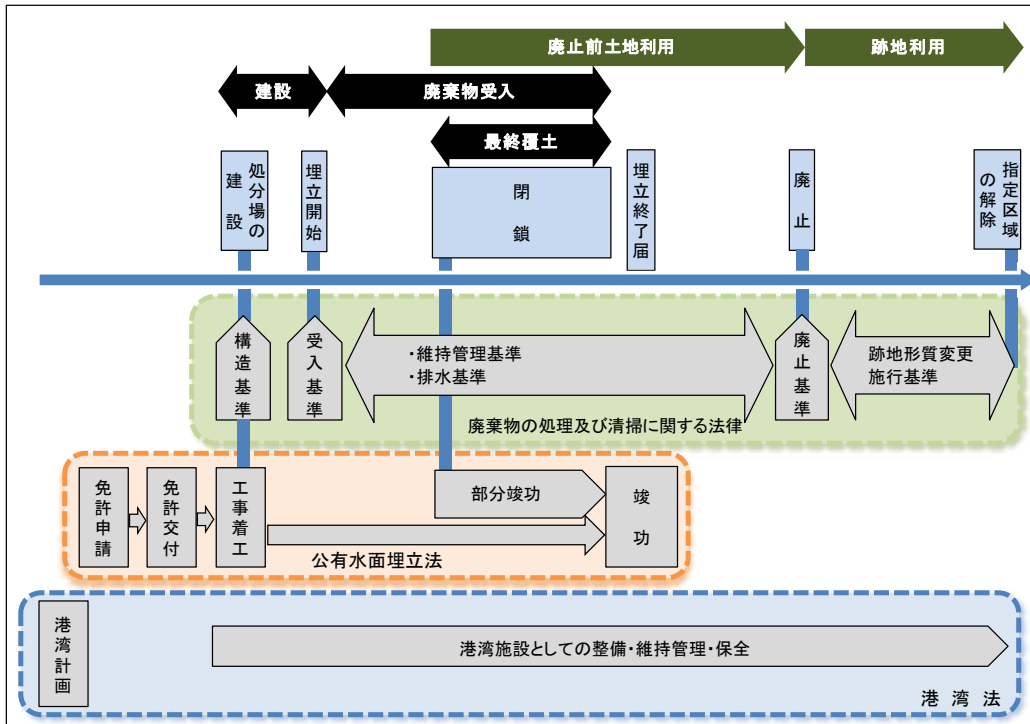 廃止前土地利用
跡地利用
建設
廃棄物受入
最終覆土
処分場の
建設
埋立開始
閉鎖
埋立終了届
廃止
指定区域
の解除
構造基準
受入基準
・維持管理基準
・排水基準
廃止基準
跡地形質変更
施行基準
廃棄物の処理及び清掃に関する法律
免許申請
免許交付
工事着工
部分竣功
竣功
公有水面埋立法
港湾計画
港湾施設としての整備・維持管理・保全
港湾法